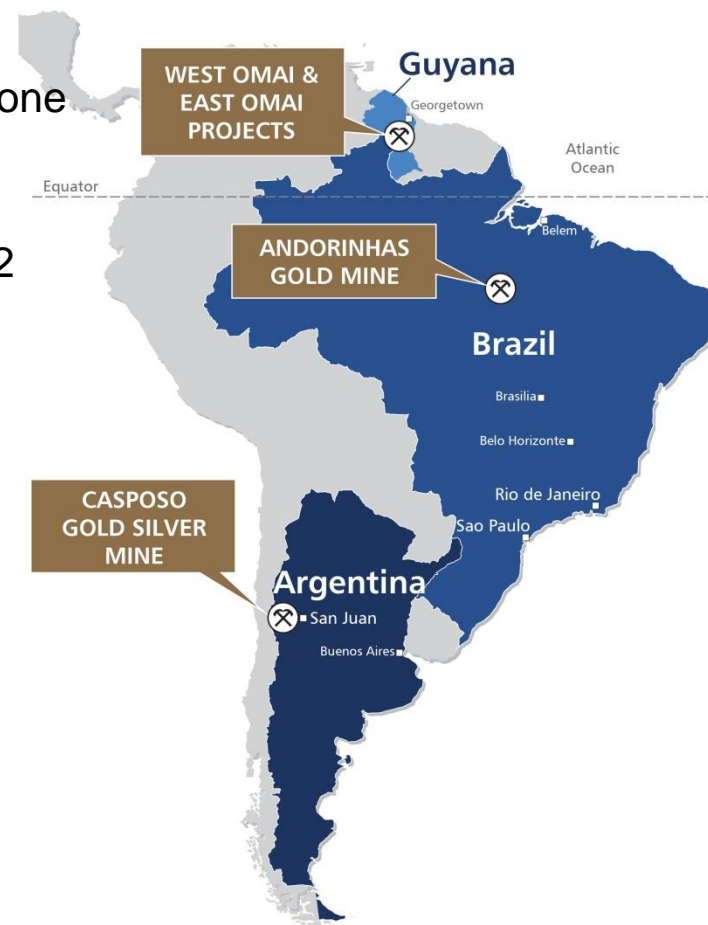 one
2
WEST OMAI &
EAST OMAI
PROJECTS
Guyana
Georgetown
Atlantic
Ocean
Equator
Belem
ANDORINHAS
GOLD MINE
Brazil
Brasilia
Belo Horizonte
Rio de Janeiro
Sao Paulo
CASPOSO
GOLD SILVER
MINE
Argentina
San Juan
Buenos Aires